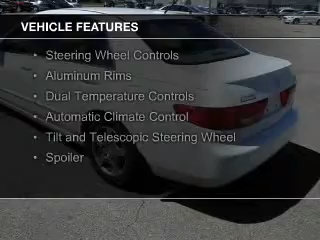 VEHICLE FEATURES
• Steering Wheel Controls
• Aluminum Rims
• Dual Temperature Controls
• Automatic Climate Control
• Tilt and Telescopic Steering Wheel
• Spoiler